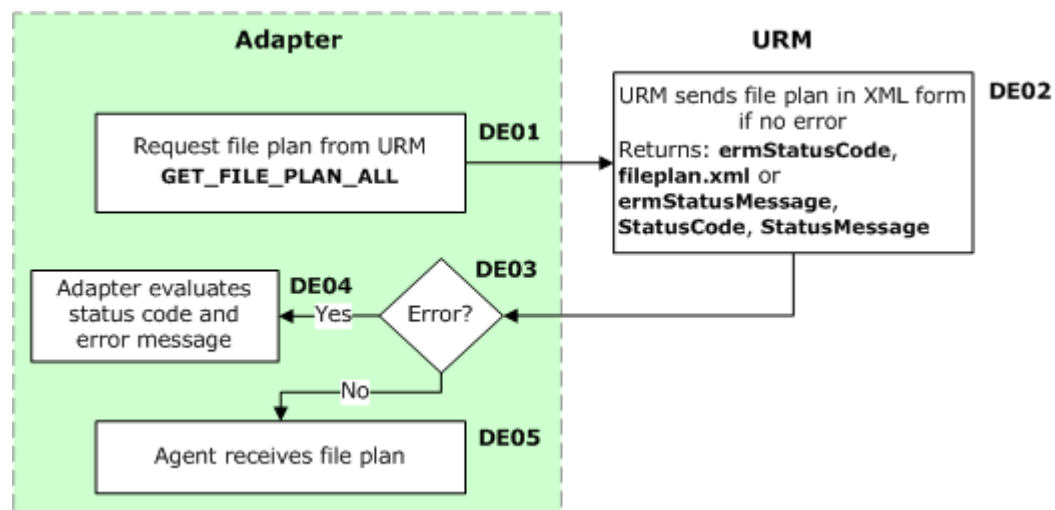 Adapter
URM
DE01
Request file plan from URM
GET_FILE_PLAN_ALL
DE02
URM sends file plan in XML form
if no error
Returns: ermStatusCode,
fileplan.xml or
ermStatusMessage,
StatusCode, StatusMessage
DE03
Error?
Yes
DE04
Adapter evaluates
status code and
error message
No
DE05
Agent receives file plan